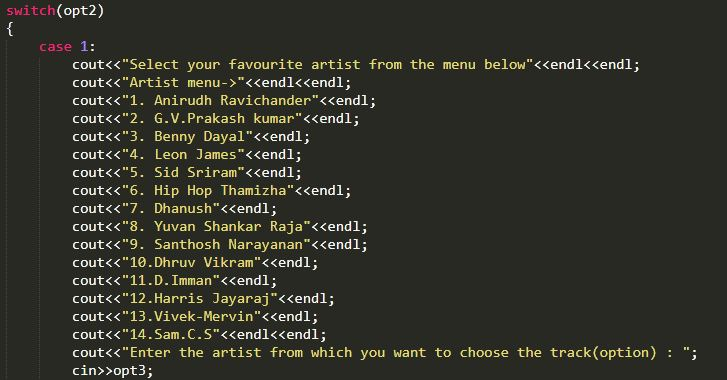 switch(opt2)
{
case 1:
cout<<"Select your favourite artist from the menu below"<<endl<<endl;
cout<<"Artist menu->"<<endl<<endl;
cout<<"1. Anirudh Ravichander"<<endl;
cout<<"2. G.V.Prakash kumar"<<endl;
cout<<"3. Benny Dayal"<<endl;
cout<<"4. Leon James"<<endl;
cout<<"5. Sid Sriram"<<endl;
cout<<"6. Hip Hop Thamizha"<<endl;
cout<<"7. Dhanush"<<endl;
cout<<"8. Yuvan Shankar Raja"<<endl;
cout<<"9. Santhosh Narayanan"<<endl;
cout<<"10.Dhruv Vikram"<<endl;
cout<<"11.D.Imman"<<endl;
cout<<"12.Harris Jayaraj"<<endl;
cout<<"13.Vivek-Mervin"<<endl;
cout<<"14.Sam.C.S"<<endl<<endl;
cout<<"Enter the artist from which you want to choose the track(option) : ";
cin>>opt3;